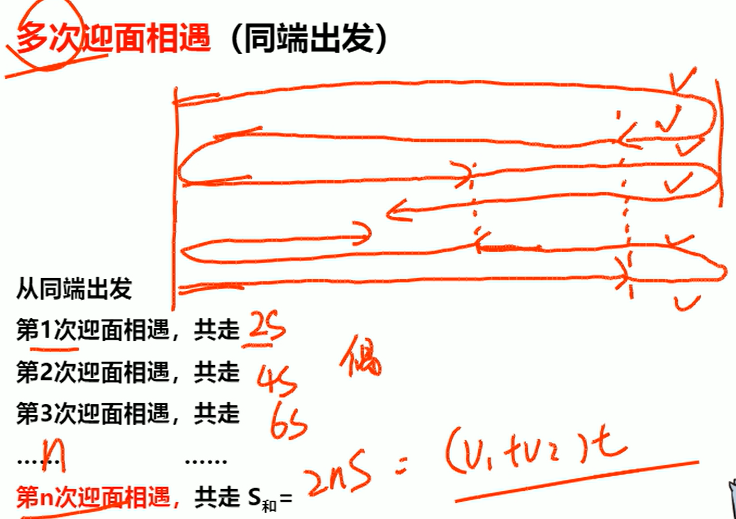 多次迎面相遇（同端出发）
从同端出发
第1次迎面相遇，共走 2S
第2次迎面相遇，共走 4S 偶
第3次迎面相遇，共走 6S
…… n ……
第n次迎面相遇，共走 S和= 2nS = (V₁+V₂)t